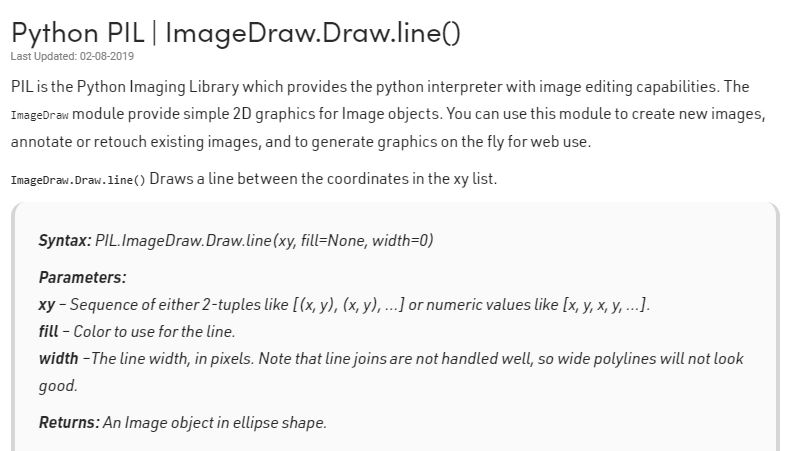 Python PIL | ImageDraw.Draw.line()
Last Updated: 02-08-2019
PIL is the Python Imaging Library which provides the python interpreter with image editing capabilities. The
ImageDraw module provide simple 2D graphics for Image objects. You can use this module to create new images,
annotate or retouch existing images, and to generate graphics on the fly for web use.
ImageDraw.Draw.line() Draws a line between the coordinates in the xy list.
Syntax: PIL.ImageDraw.Draw.line(xy, fill=None, width=0)
Parameters:
xy – Sequence of either 2-tuples like [(x, y), (x, y), …] or numeric values like [x, y, x, y, …].
fill – Color to use for the line.
width –The line width, in pixels. Note that line joins are not handled well, so wide polylines will not look
good.
Returns: An Image object in ellipse shape.